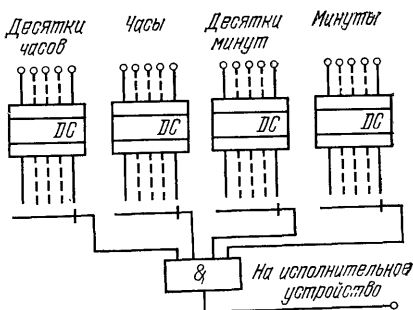 Десятки
часов
Часы
Десятки
минут
Минуты
DC
DC
DC
DC
&
На исполнительное
устройство